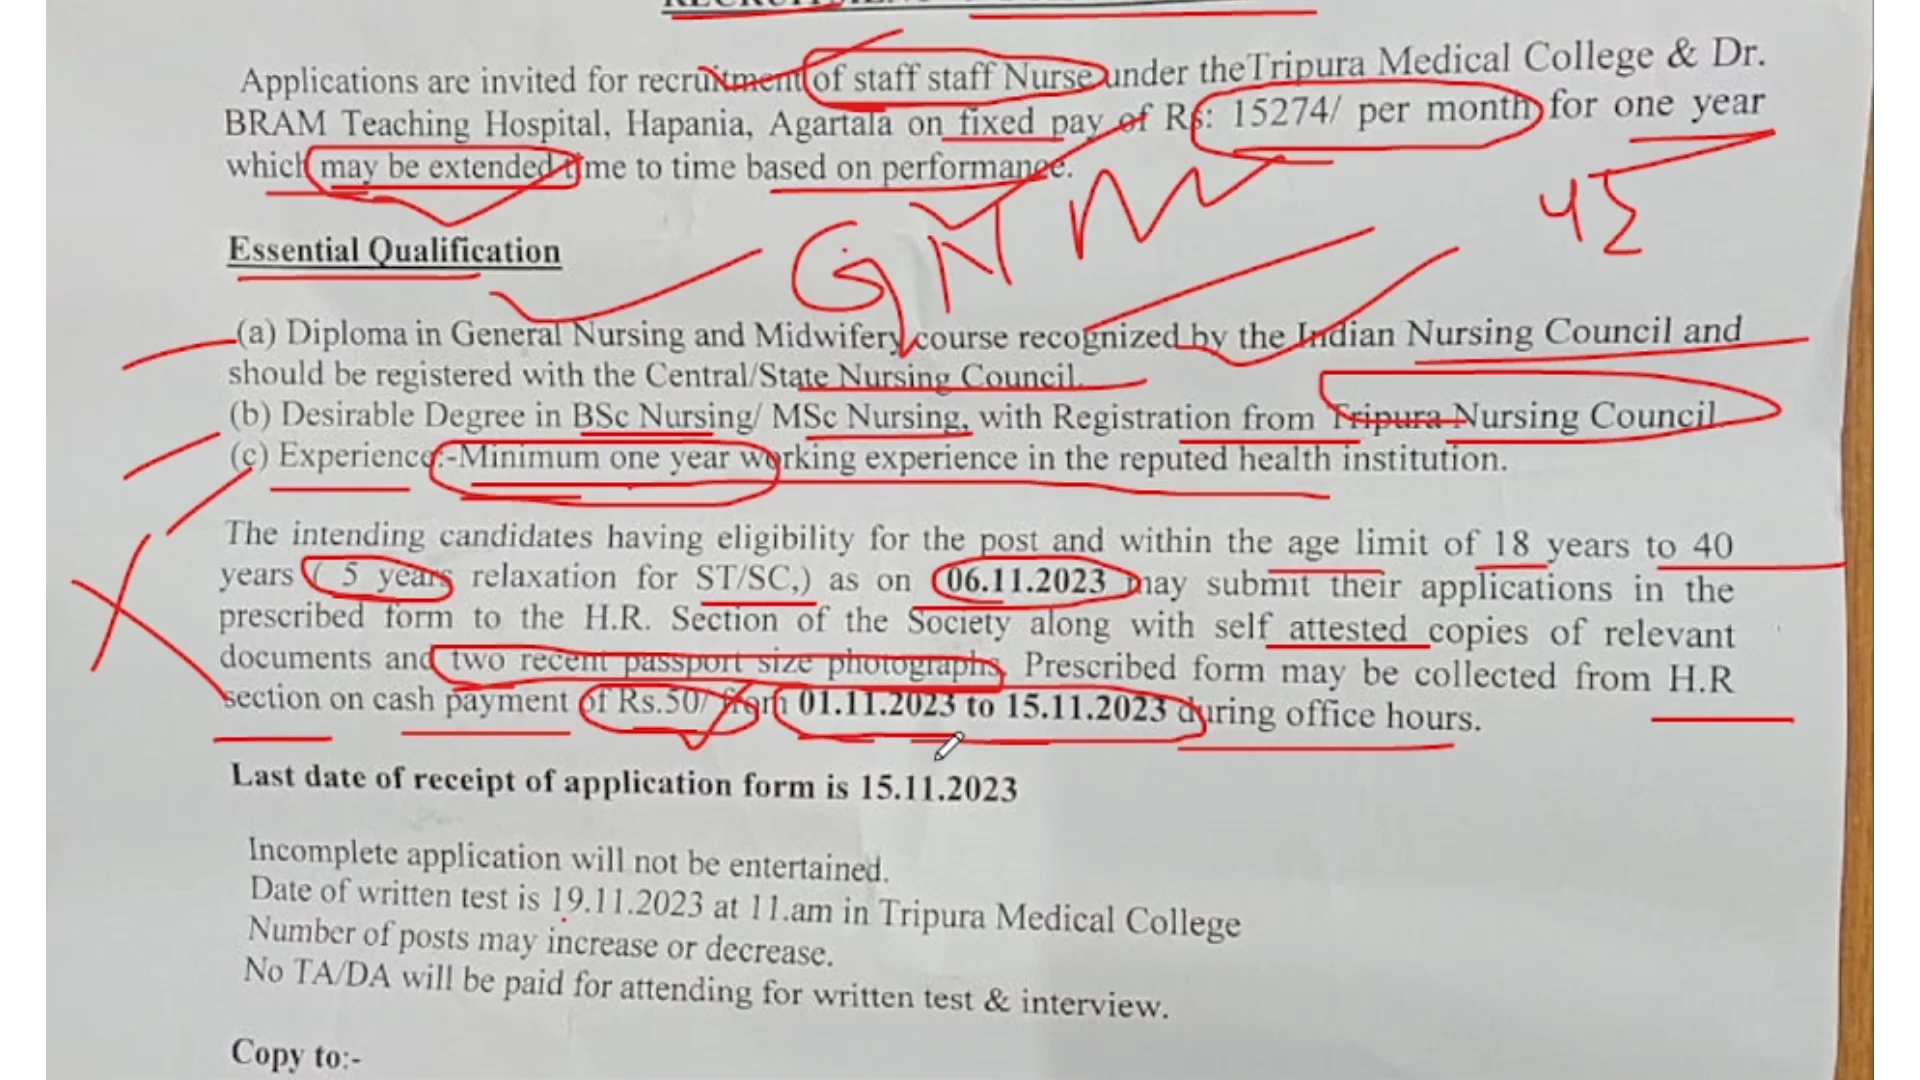 Applications are invited for recruitment of staff staff Nurse under theTripura Medical College & Dr.
BRAM Teaching Hospital, Hapania, Agartala on fixed pay of Rs: 15274/ per month for one year
which may be extended time to time based on performance.
GNM
45
Essential Qualification
(a) Diploma in General Nursing and Midwifery course recognized by the Indian Nursing Council and
should be registered with the Central/State Nursing Council.
(b) Desirable Degree in BSc Nursing/ MSc Nursing, with Registration from Tripura Nursing Council.
(c) Experience:-Minimum one year working experience in the reputed health institution.
The intending candidates having eligibility for the post and within the age limit of 18 years to 40
years ( 5 years relaxation for ST/SC,) as on 06.11.2023 may submit their applications in the
prescribed form to the H.R. Section of the Society along with self attested copies of relevant
documents and two recent passport size photographs. Prescribed form may be collected from H.R
section on cash payment of Rs.50/ from 01.11.2023 to 15.11.2023 during office hours.
Last date of receipt of application form is 15.11.2023
Incomplete application will not be entertained.
Date of written test is 19.11.2023 at 11.am in Tripura Medical College
Number of posts may increase or decrease.
No TA/DA will be paid for attending for written test & interview.
Copy to:-